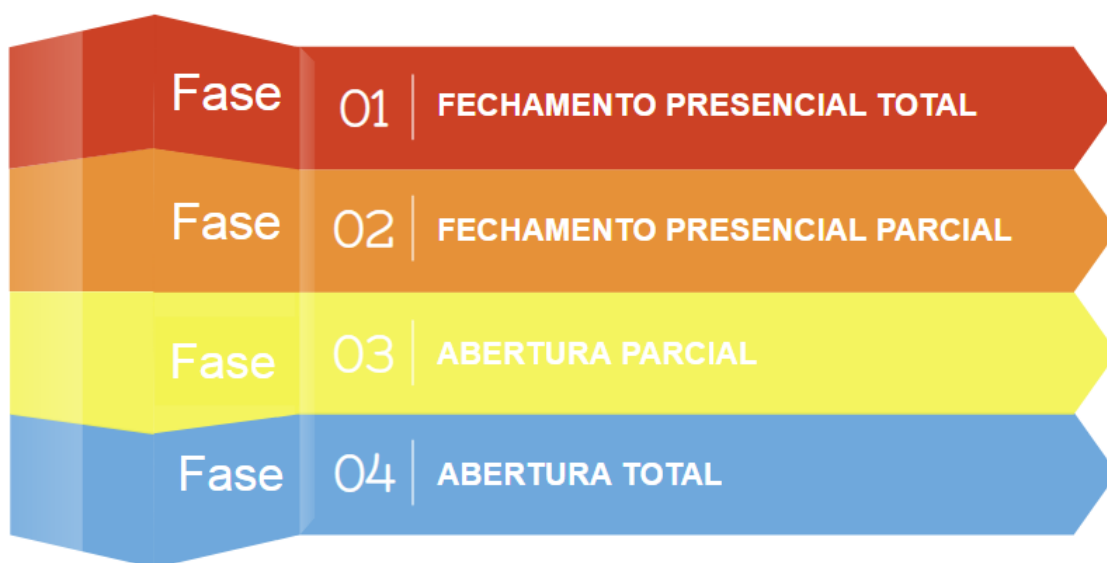 Fase 01 FECHAMENTO PRESENCIAL TOTAL
Fase 02 FECHAMENTO PRESENCIAL PARCIAL
Fase 03 ABERTURA PARCIAL
Fase 04 ABERTURA TOTAL